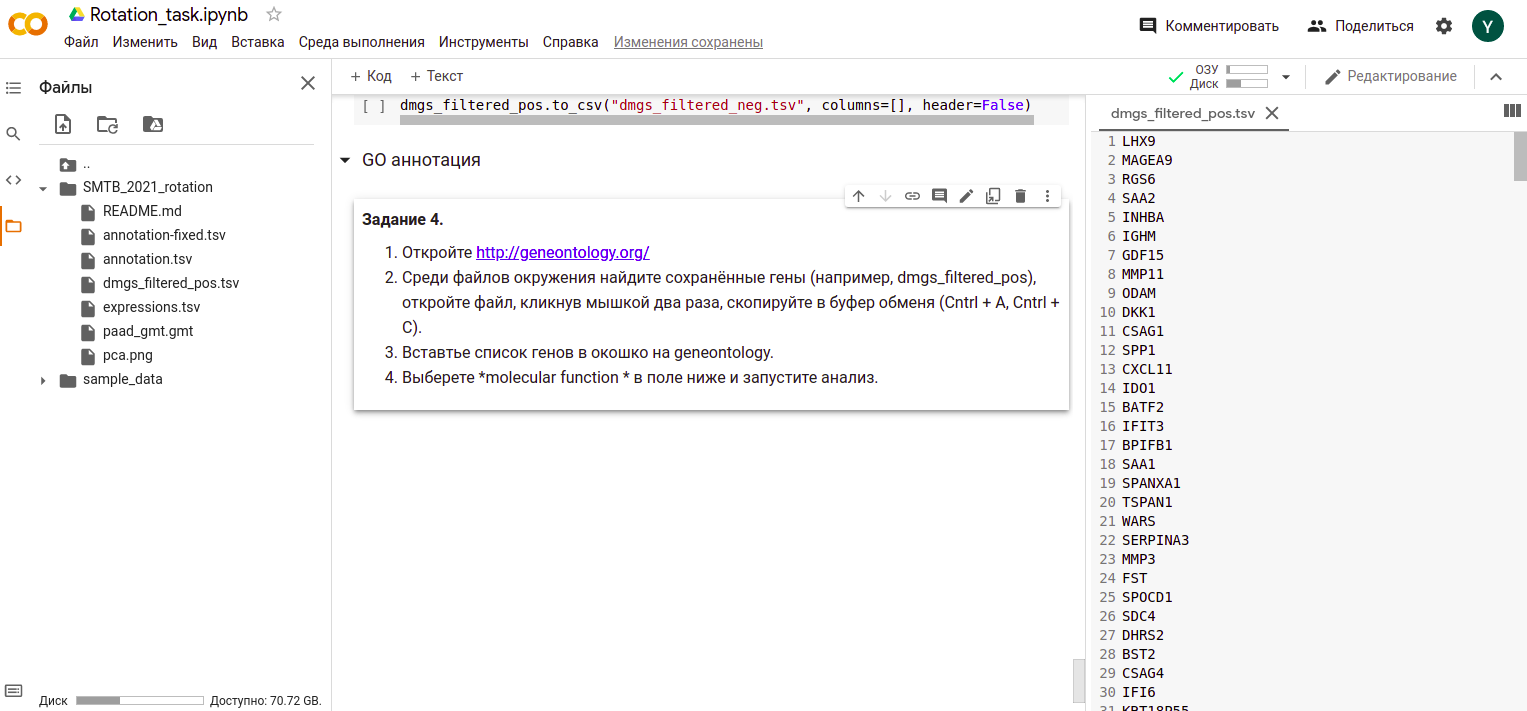 Rotation_task.ipynb
Файл Изменить Вид Вставка Среда выполнения Инструменты Справка Изменения сохранены
Комментировать Поделиться Y
Файлы
..
SMTB_2021_rotation
README.md
annotation-fixed.tsv
annotation.tsv
dmgs_filtered_pos.tsv
expressions.tsv
paad_gmt.gmt
pca.png
sample_data
Диск Доступно: 70.72 GB.
+ Код + Текст
ОЗУ
Диск
Редактирование
[ ] dmgs_filtered_pos.to_csv("dmgs_filtered_neg.tsv", columns=[], header=False)
GO аннотация
Задание 4.
1. Откройте http://geneontology.org/
2. Среди файлов окружения найдите сохранённые гены (например, dmgs_filtered_pos),
откройте файл, кликнув мышкой два раза, скопируйте в буфер обменя (Cntrl + A, Cntrl +
C).
3. Вставтье список генов в окошко на geneontology.
4. Выберете *molecular function * в поле ниже и запустите анализ.
dmgs_filtered_pos.tsv
1 LHX9
2 MAGEA9
3 RGS6
4 SAA2
5 INHBA
6 IGHM
7 GDF15
8 MMP11
9 ODAM
10 DKK1
11 CSAG1
12 SPP1
13 CXCL11
14 IDO1
15 BATF2
16 IFIT3
17 BPIFB1
18 SAA1
19 SPANXA1
20 TSPAN1
21 WARS
22 SERPINA3
23 MMP3
24 FST
25 SPOCD1
26 SDC4
27 DHRS2
28 BST2
29 CSAG4
30 IFI6